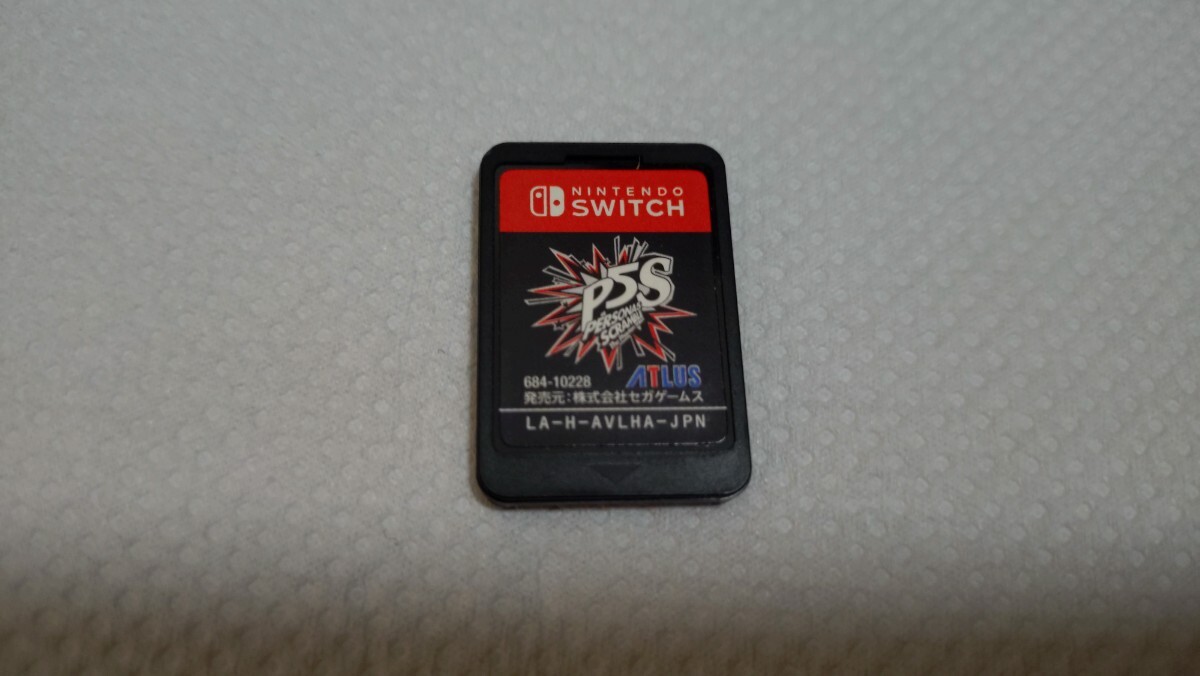 NINTENDO
SWITCH
P5S
PERSONA5
SCRAMBLE
684-10228
ATLUS
発売元:株式会社セガゲームス
LA-H-AVLHA-JPN